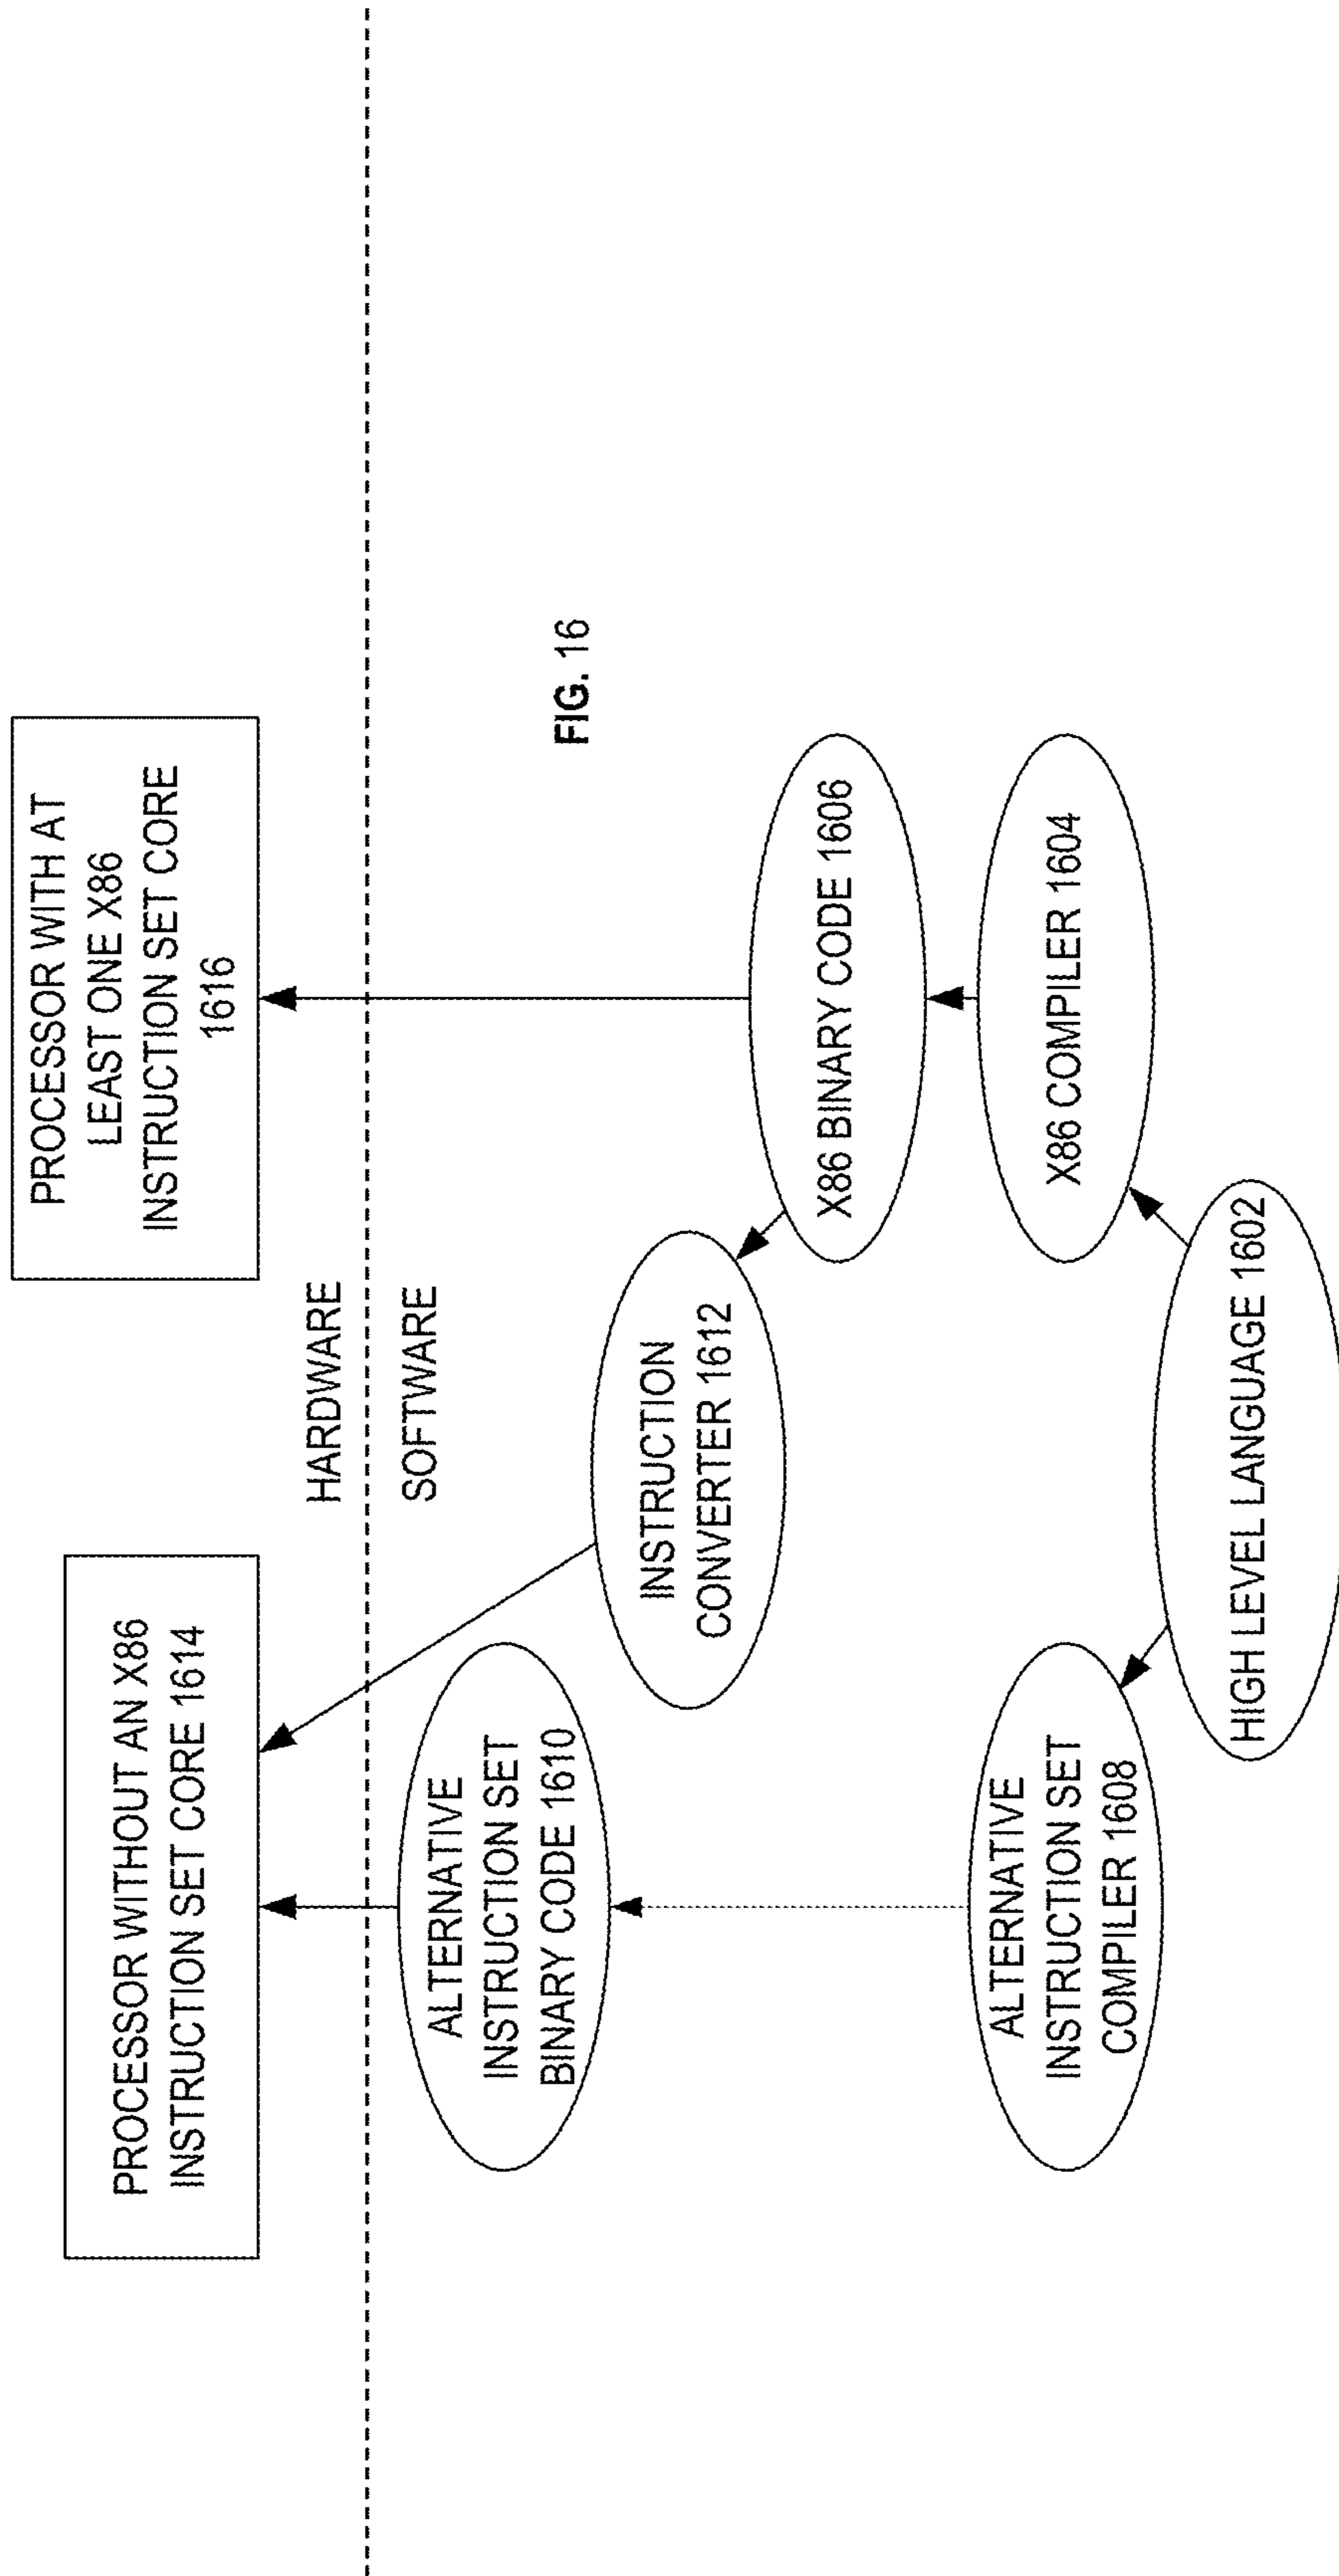 PROCESSOR WITHOUT AN X86
INSTRUCTION SET CORE 1614
PROCESSOR WITH AT
LEAST ONE X86
INSTRUCTION SET CORE
1616
HARDWARE
SOFTWARE
ALTERNATIVE
INSTRUCTION SET
BINARY CODE 1610
INSTRUCTION
CONVERTER 1612
FIG. 16
X86 BINARY CODE 1606
ALTERNATIVE
INSTRUCTION SET
COMPILER 1608
X86 COMPILER 1604
HIGH LEVEL LANGUAGE 1602